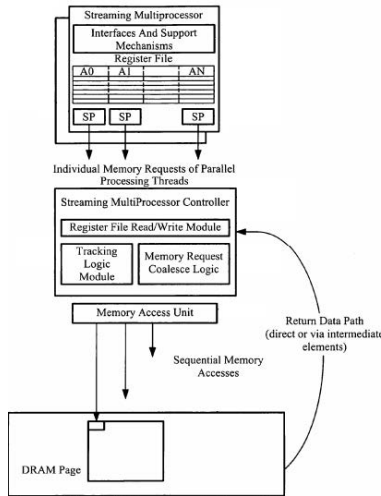 Streaming Multiprocessor
Interfaces And Support
Mechanisms
Register File
A0 A1 AN
SP SP SP
Individual Memory Requests of Parallel
Processing Threads
Streaming MultiProcessor Controller
Register File Read/Write Module
Tracking
Logic
Module
Memory Request
Coalesce Logic
Memory Access Unit
Return Data Path
(direct or via intermediate
elements)
Sequential Memory
Accesses
DRAM Page